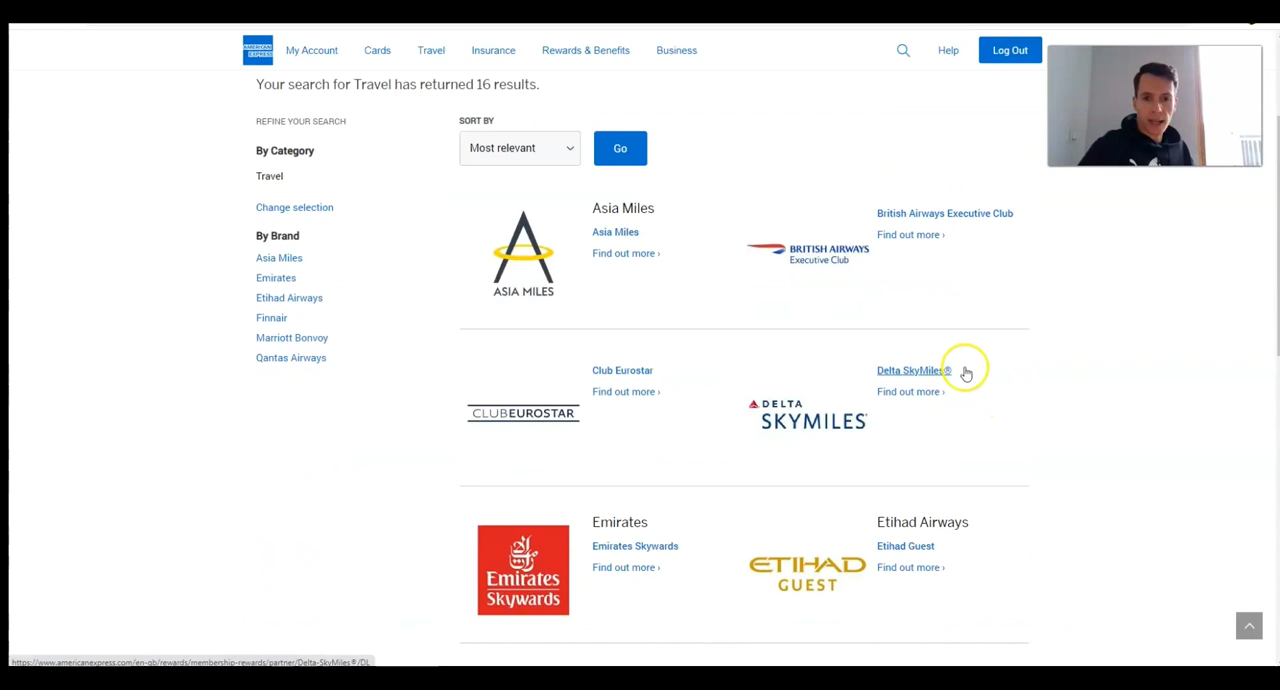 AMERICAN EXPRESS
My Account
Cards
Travel
Insurance
Rewards & Benefits
Business
Help
Log Out
Your search for Travel has returned 16 results.
REFINE YOUR SEARCH
By Category
Travel
Change selection
By Brand
Asia Miles
Emirates
Etihad Airways
Finnair
Marriott Bonvoy
Qantas Airways
SORT BY
Most relevant
Go
ASIA MILES
Asia Miles
Asia Miles
Find out more ›
BRITISH AIRWAYS
Executive Club
British Airways Executive Club
Find out more ›
CLUBEUROSTAR
Club Eurostar
Find out more ›
DELTA
SKYMILES
Delta SkyMiles®
Find out more ›
Emirates
Skywards
Emirates
Emirates Skywards
Find out more ›
ETIHAD
GUEST
Etihad Airways
Etihad Guest
Find out more ›
https://www.americanexpress.com/en-gb/rewards/membership-rewards/partner/Delta-SkyMiles®/DL